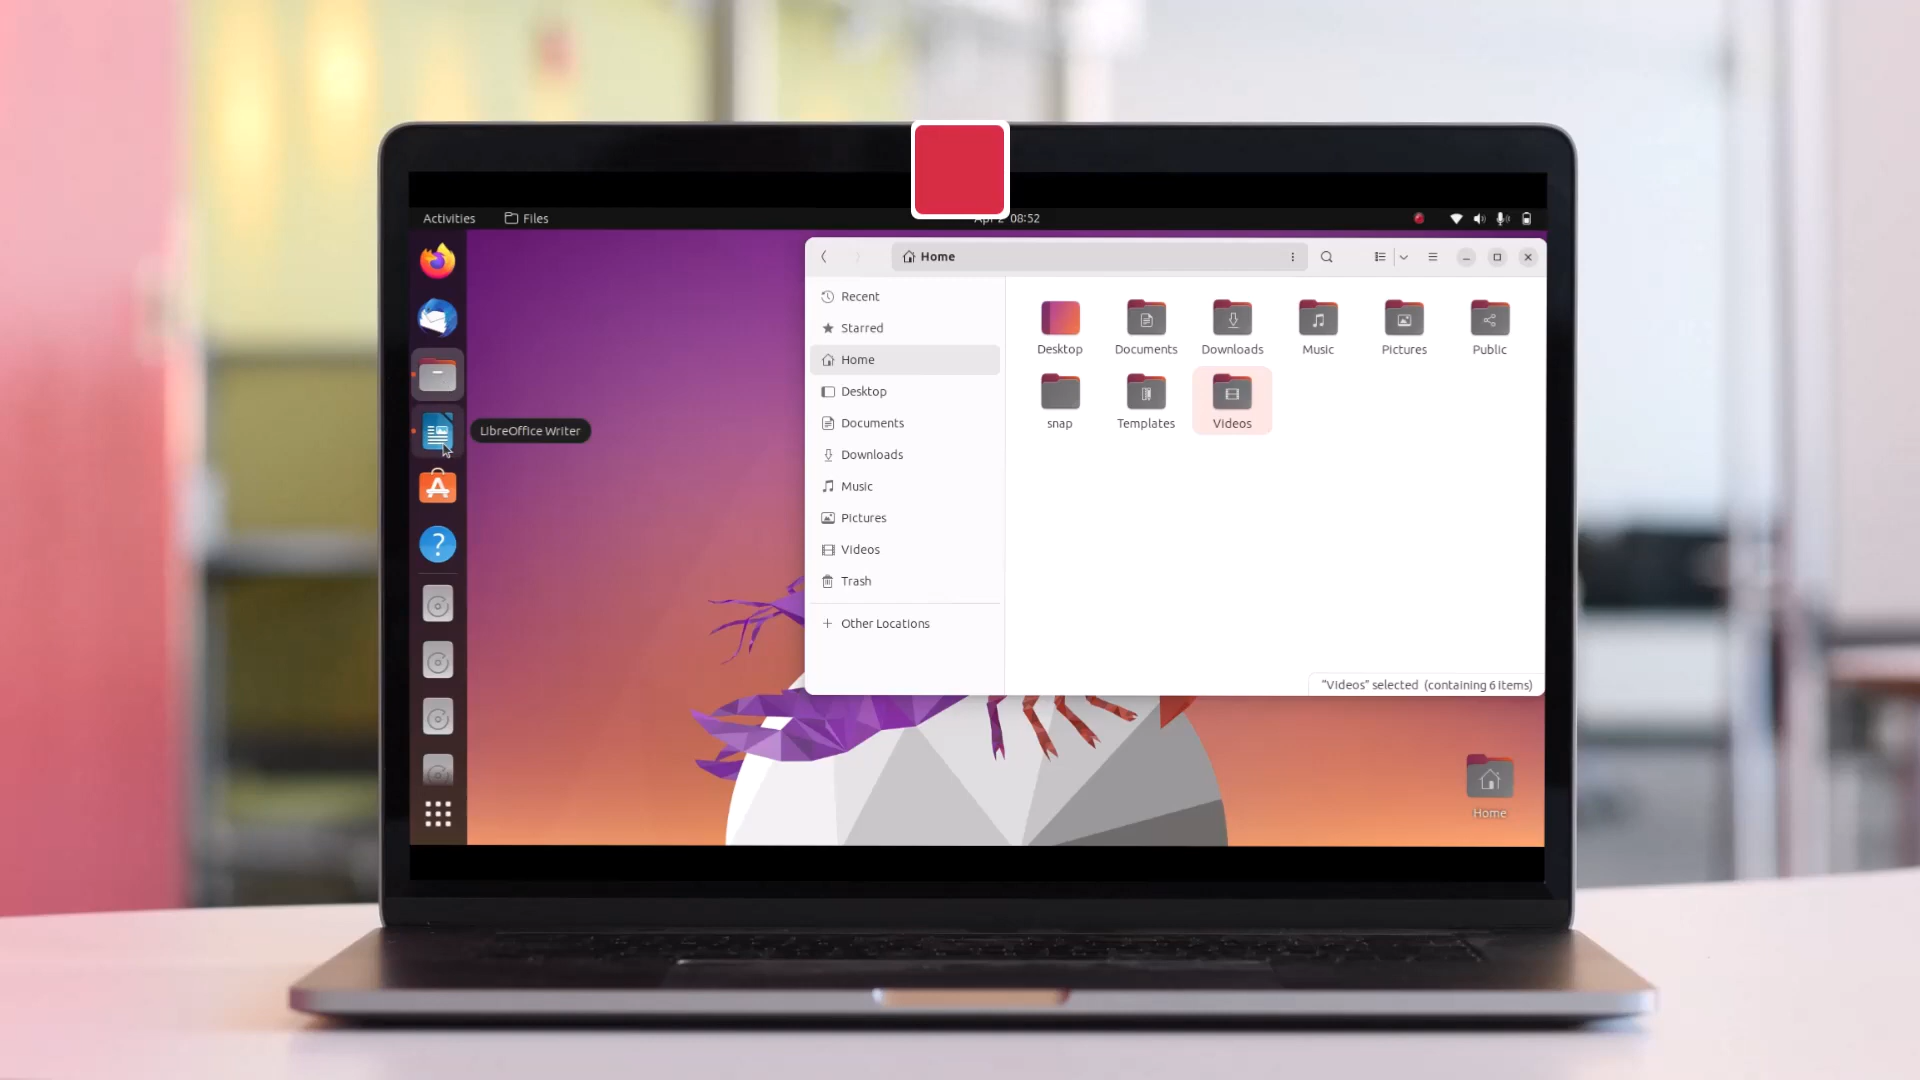 Activities
Files
08:52
Home
Recent
Starred
Home
Desktop
Documents
Downloads
Music
Pictures
Videos
Trash
Other Locations
Desktop
Documents
Downloads
Music
Pictures
Public
snap
Templates
Videos
"Videos" selected (containing 6 items)
LibreOffice Writer
Home